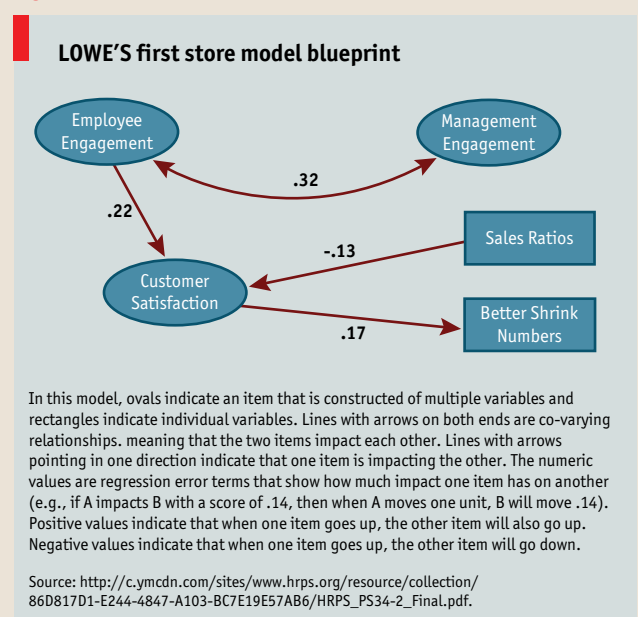 LOWE'S first store model blueprint
Employee
Engagement
Management
Engagement
.32
.22
Sales Ratios
-.13
Customer
Satisfaction
Better Shrink
Numbers
.17
In this model, ovals indicate an item that is constructed of multiple variables and
rectangles indicate individual variables. Lines with arrows on both ends are co-varying
relationships. meaning that the two items impact each other. Lines with arrows
pointing in one direction indicate that one item is impacting the other. The numeric
values are regression error terms that show how much impact one item has on another
(e.g., if A impacts B with a score of .14, then when A moves one unit, B will move .14).
Positive values indicate that when one item goes up, the other item will also go up.
Negative values indicate that when one item goes up, the other item will go down.
Source: http://c.ymcdn.com/sites/www.hrps.org/resource/collection/
86D817D1-E244-4847-A103-BC7E19E57AB6/HRPS_PS34-2_Final.pdf.